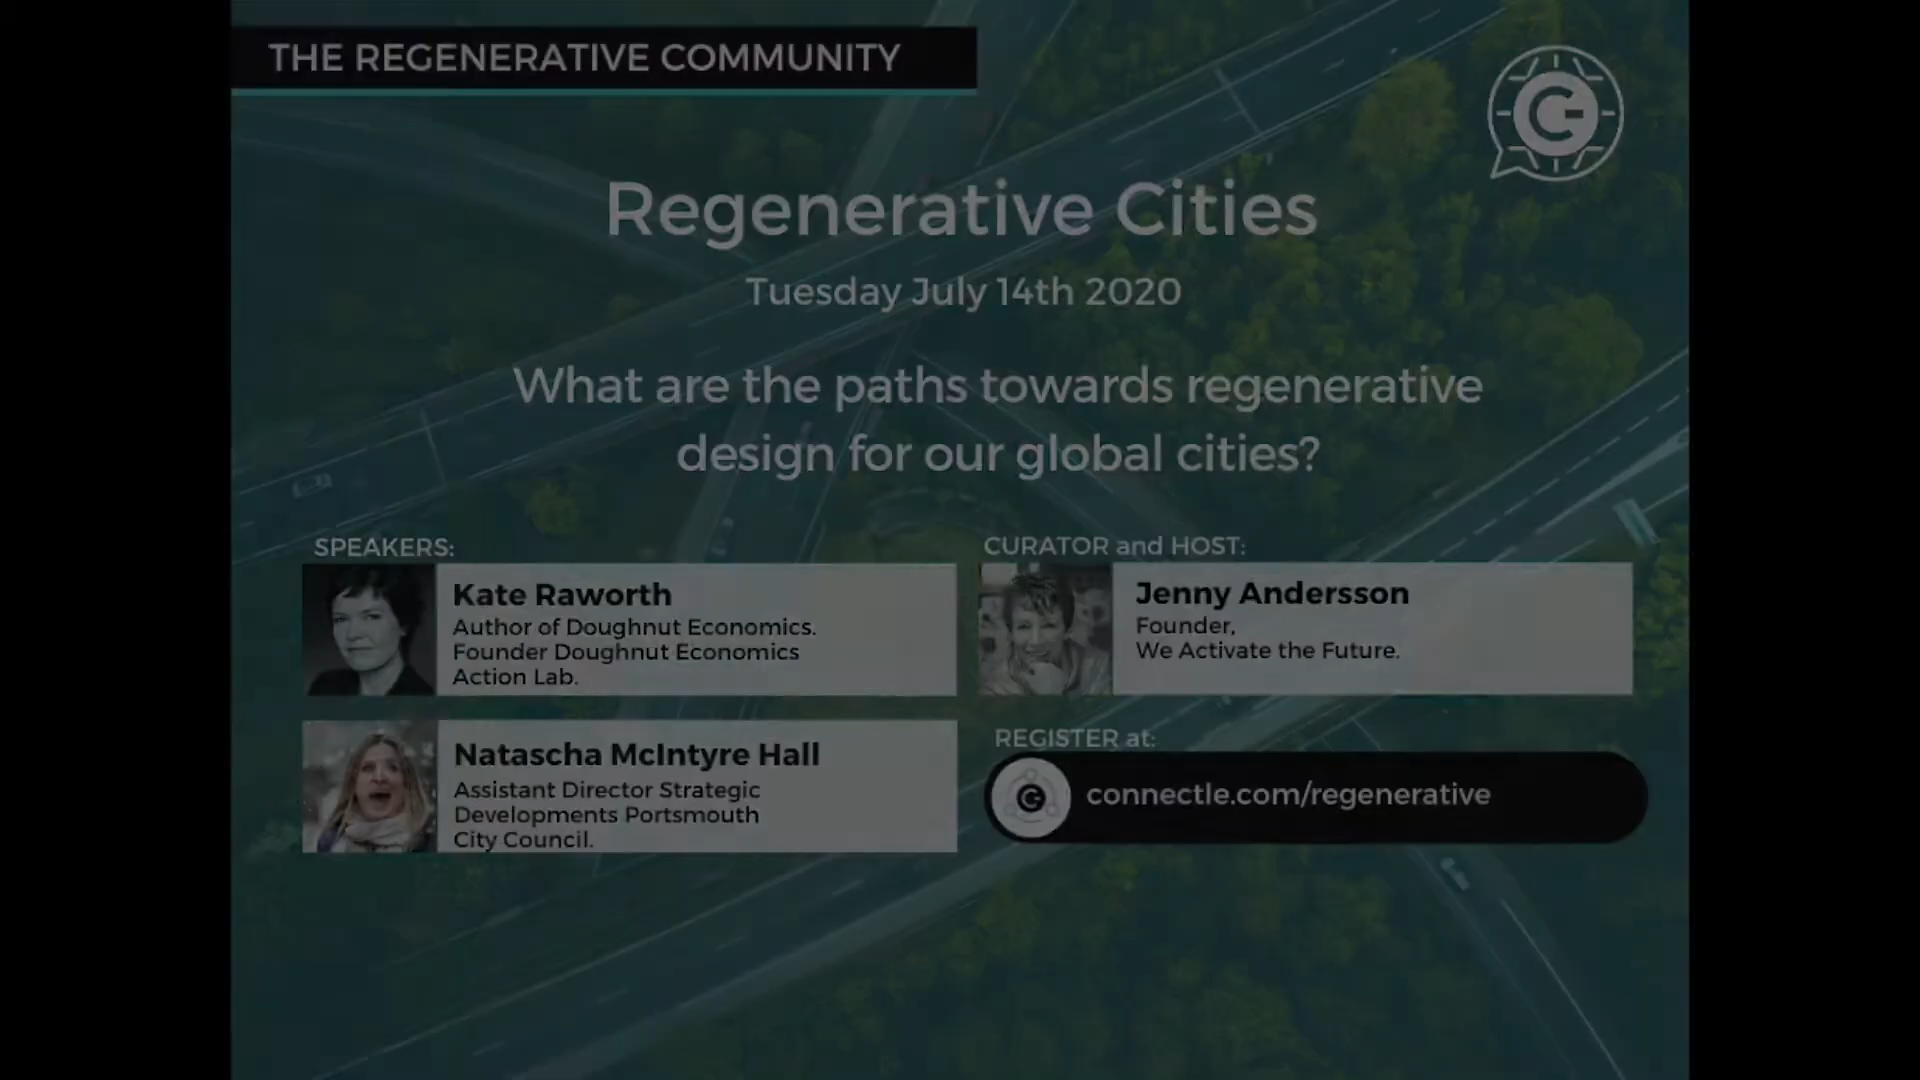 THE REGENERATIVE COMMUNITY
Regenerative Cities
Tuesday July 14th 2020
What are the paths towards regenerative
design for our global cities?
SPEAKERS:
Kate Raworth
Author of Doughnut Economics.
Founder Doughnut Economics
Action Lab.
Natascha McIntyre Hall
Assistant Director Strategic
Developments Portsmouth
City Council.
CURATOR and HOST:
Jenny Andersson
Founder,
We Activate the Future.
REGISTER at:
connectle.com/regenerative